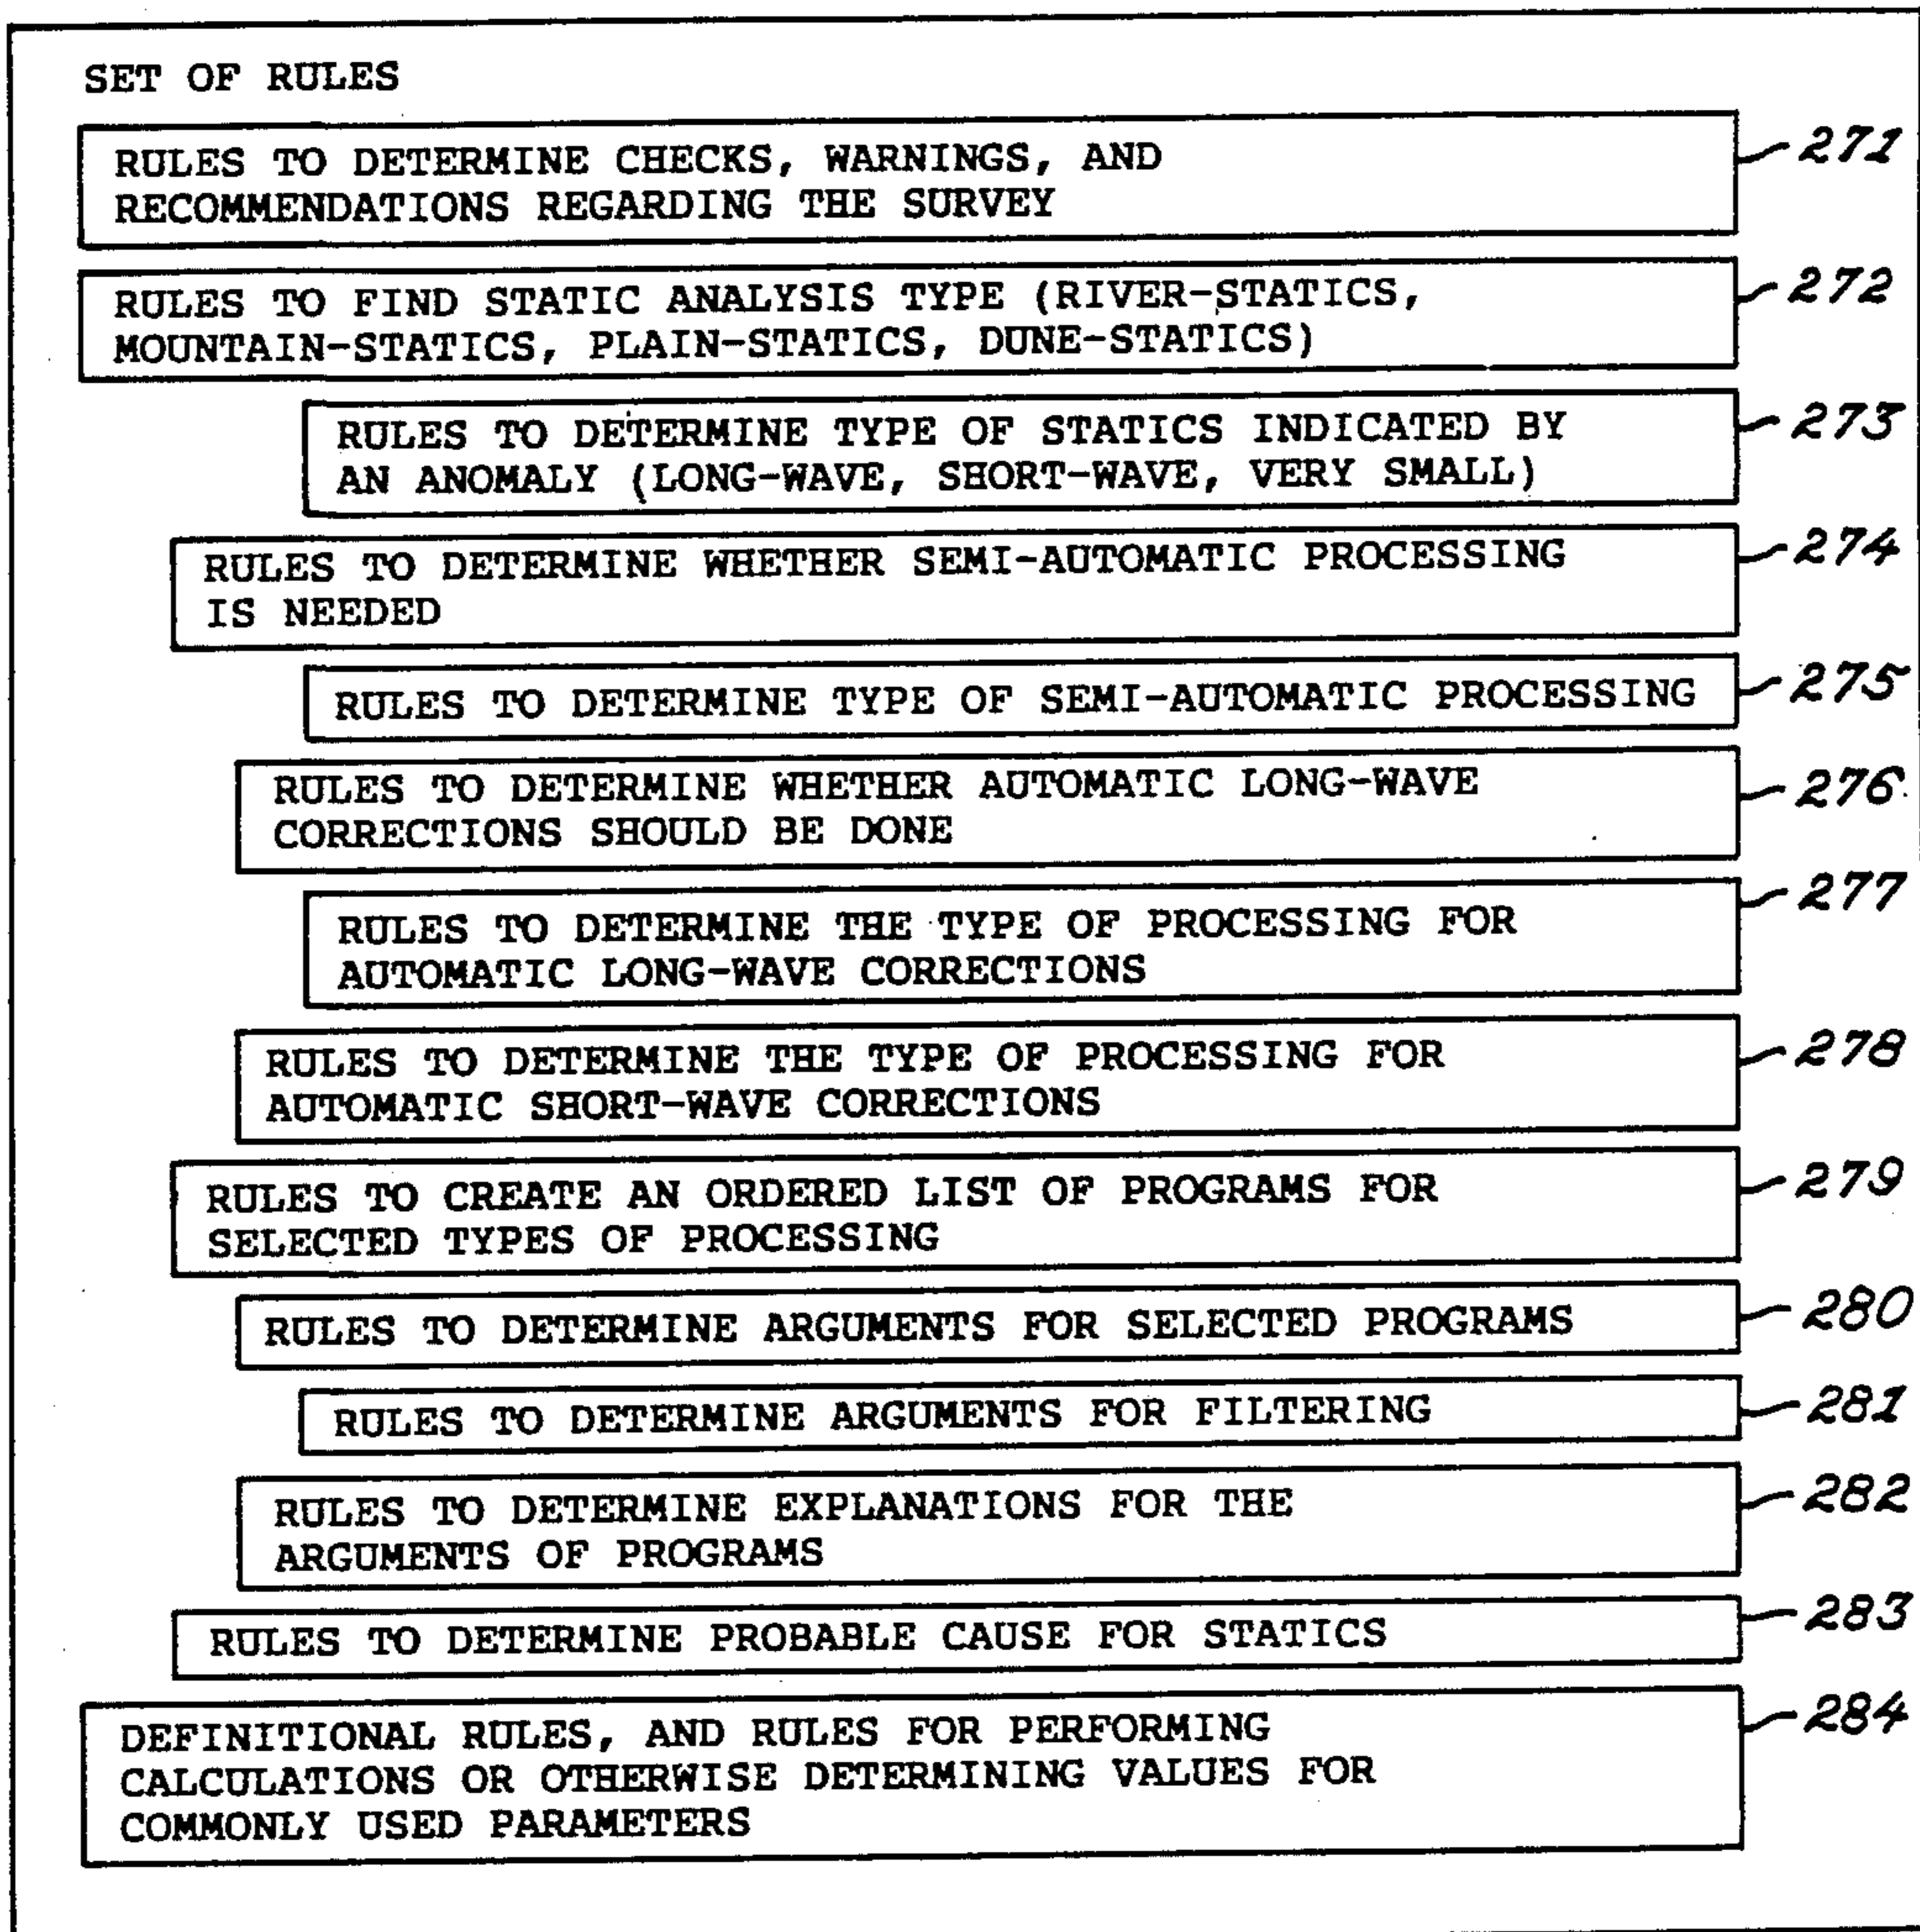 SET OF RULES
RULES TO DETERMINE CHECKS, WARNINGS, AND
RECOMMENDATIONS REGARDING THE SURVEY
271
RULES TO FIND STATIC ANALYSIS TYPE (RIVER-STATICS,
MOUNTAIN-STATICS, PLAIN-STATICS, DUNE-STATICS)
272
RULES TO DETERMINE TYPE OF STATICS INDICATED BY
AN ANOMALY (LONG-WAVE, SHORT-WAVE, VERY SMALL)
273
RULES TO DETERMINE WHETHER SEMI-AUTOMATIC PROCESSING
IS NEEDED
274
RULES TO DETERMINE TYPE OF SEMI-AUTOMATIC PROCESSING
275
RULES TO DETERMINE WHETHER AUTOMATIC LONG-WAVE
CORRECTIONS SHOULD BE DONE
276
RULES TO DETERMINE THE TYPE OF PROCESSING FOR
AUTOMATIC LONG-WAVE CORRECTIONS
277
RULES TO DETERMINE THE TYPE OF PROCESSING FOR
AUTOMATIC SHORT-WAVE CORRECTIONS
278
RULES TO CREATE AN ORDERED LIST OF PROGRAMS FOR
SELECTED TYPES OF PROCESSING
279
RULES TO DETERMINE ARGUMENTS FOR SELECTED PROGRAMS
280
RULES TO DETERMINE ARGUMENTS FOR FILTERING
281
RULES TO DETERMINE EXPLANATIONS FOR THE
ARGUMENTS OF PROGRAMS
282
RULES TO DETERMINE PROBABLE CAUSE FOR STATICS
283
DEFINITIONAL RULES, AND RULES FOR PERFORMING
CALCULATIONS OR OTHERWISE DETERMINING VALUES FOR
COMMONLY USED PARAMETERS
284